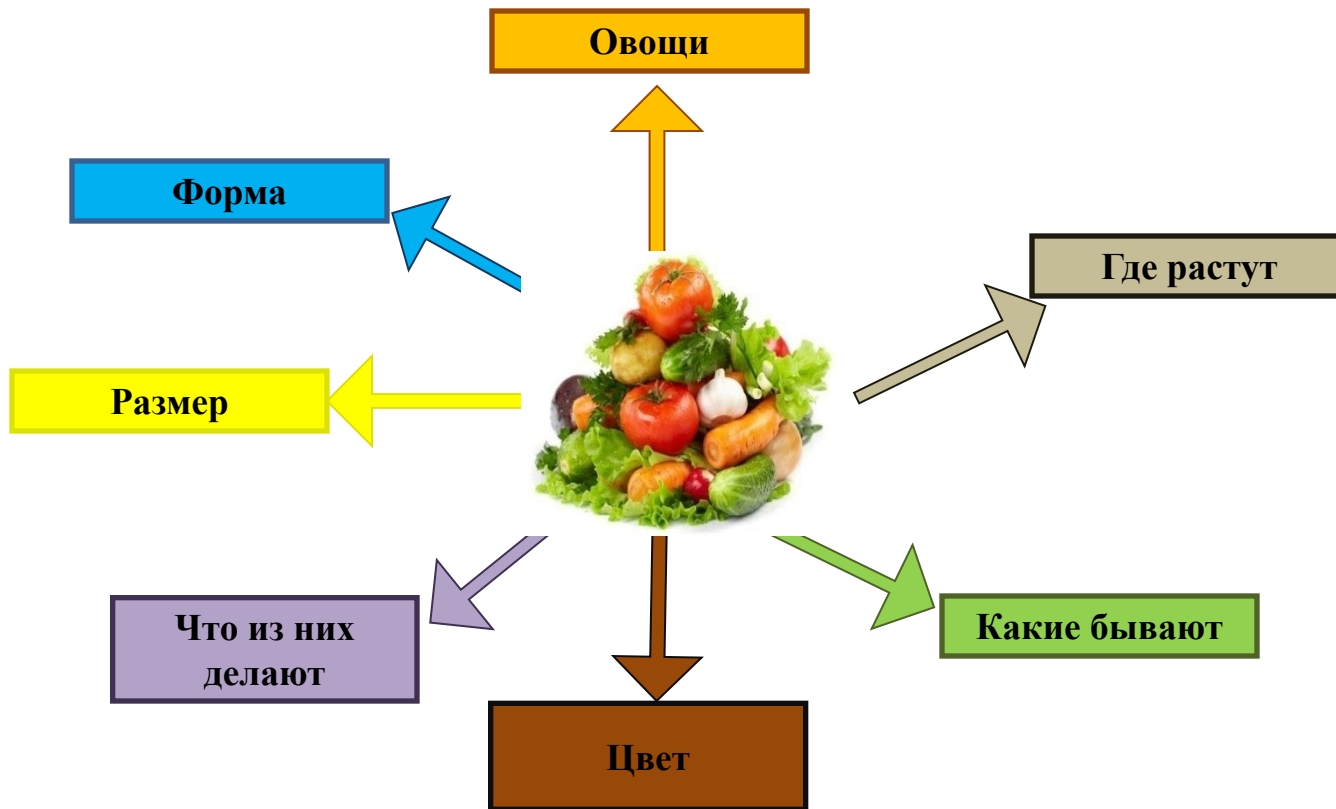 Овощи
Форма
Где растут
Размер
Что из них
делают
Какие бывают
Цвет